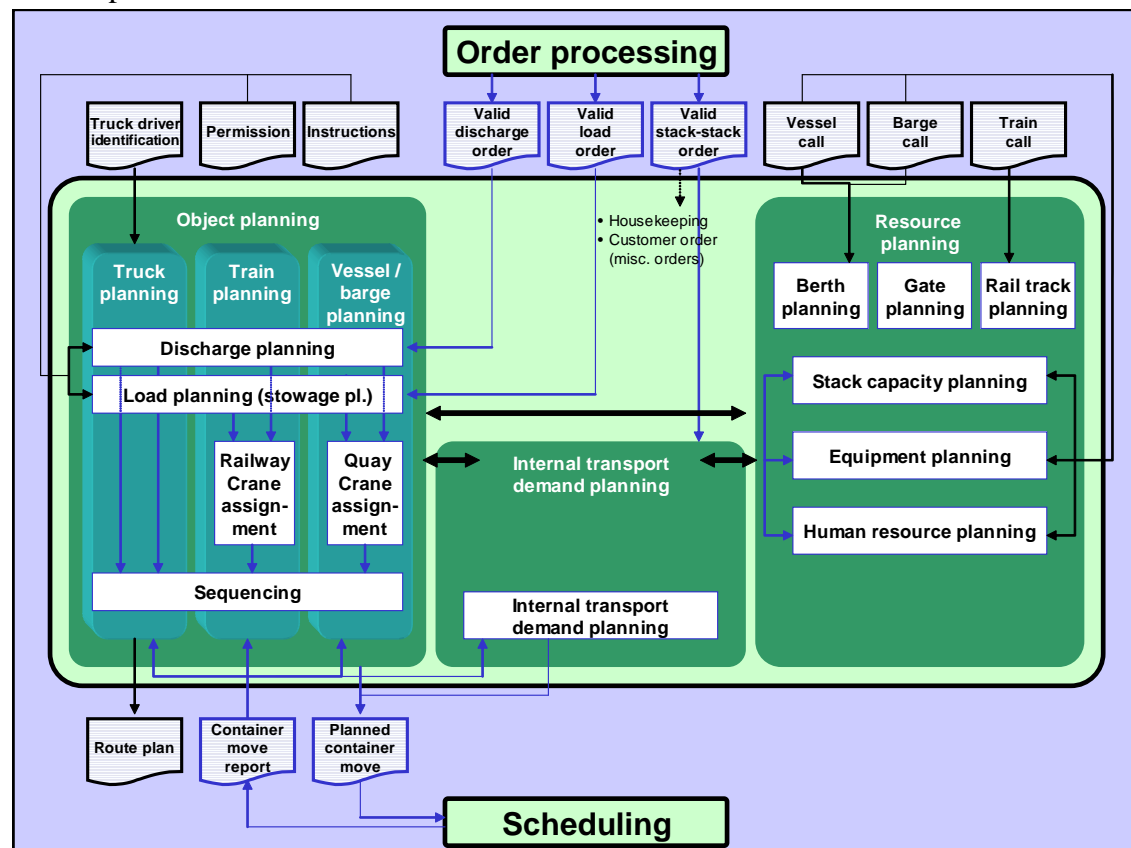 Order processing
Truck driver
identification
Permission
Instructions
Valid
discharge
order
Valid
load
order
Valid
stack-stack
order
Vessel
call
Barge
call
Train
call
Object planning
• Housekeeping
• Customer order
(misc. orders)
Resource
planning
Truck
planning
Train
planning
Vessel /
barge
planning
Berth
planning
Gate
planning
Rail track
planning
Discharge planning
Load planning (stowage pl.)
Stack capacity planning
Railway
Crane
assign-
ment
Quay
Crane
assign-
ment
Internal transport
demand planning
Equipment planning
Human resource planning
Sequencing
Internal transport
demand planning
Route plan
Container
move
report
Planned
container
move
Scheduling